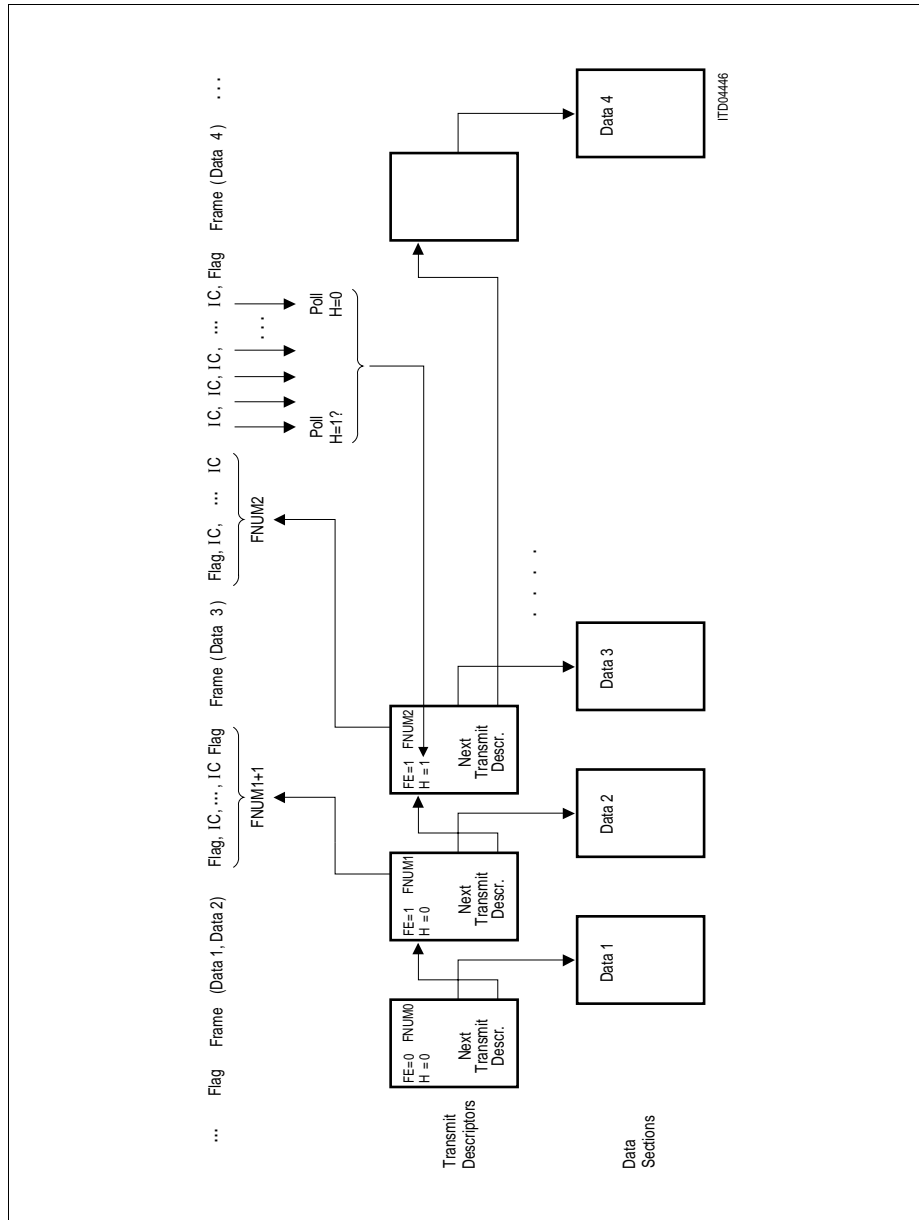 ... Flag Frame (Data 1, Data 2) Flag, IC, ..., IC Flag Frame (Data 3) Flag, IC, ... IC IC, IC, IC, IC, ... IC, Flag Frame (Data 4) ...
FNUM1+1
FNUM2
Poll
H=1?
...
Poll
H=0
Transmit
Descriptors
FE=0 FNUM0
H=0
Next
Transmit
Descr.
FE=1 FNUM1
H=0
Next
Transmit
Descr.
FE=1 FNUM2
H=1
Next
Transmit
Descr.
. . . .
Data
Sections
Data 1
Data 2
Data 3
Data 4
ITD04446